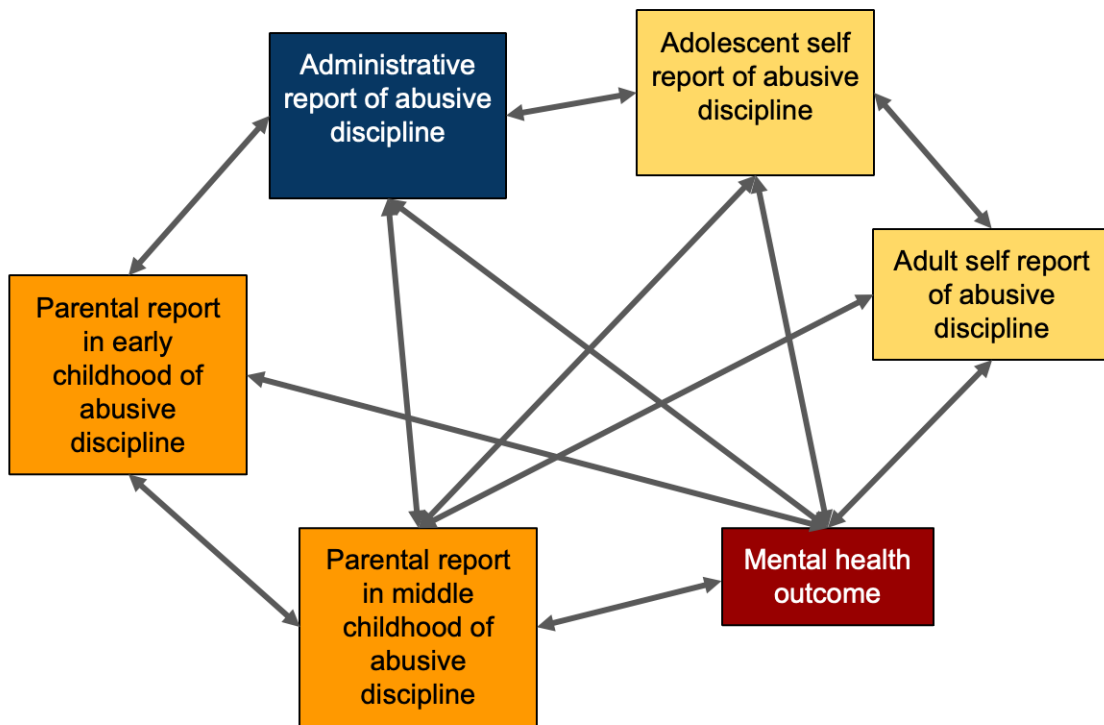 Administrative
report of abusive
discipline
Adolescent self
report of abusive
discipline
Adult self report
of abusive
discipline
Parental report
in early
childhood of
abusive
discipline
Parental report
in middle
childhood of
abusive
discipline
Mental health
outcome